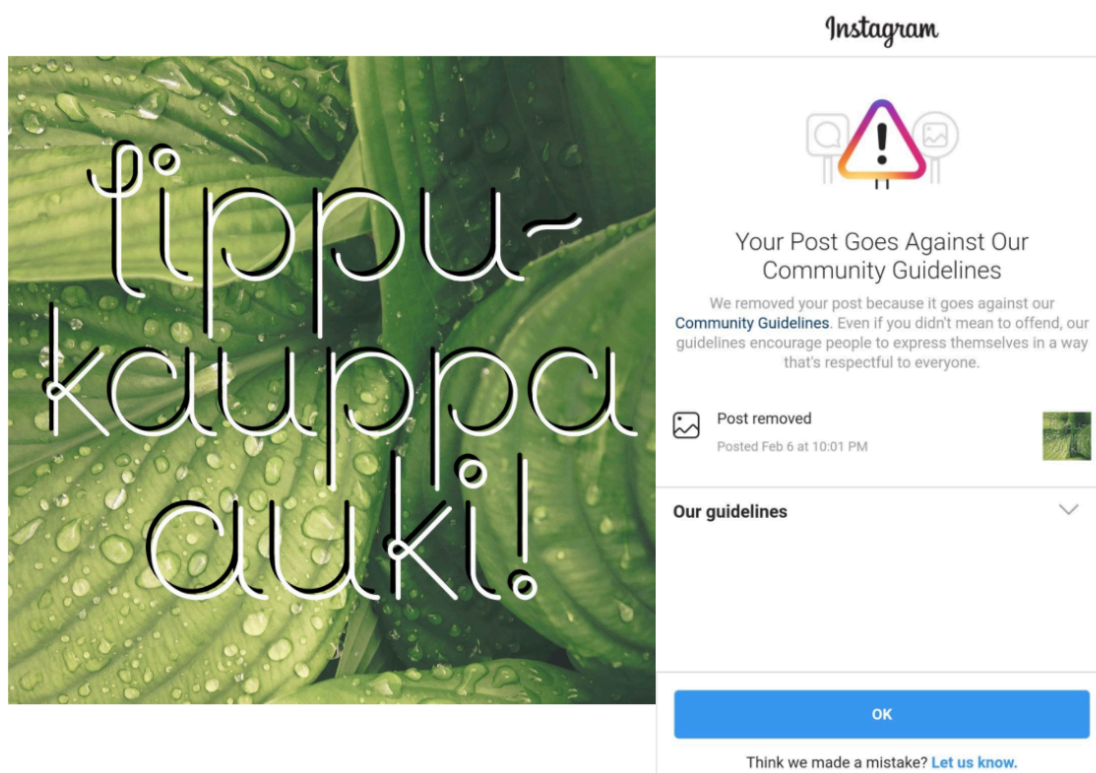 lippu-
kauppa
auki!
Instagram
Your Post Goes Against Our
Community Guidelines
We removed your post because it goes against our
Community Guidelines. Even if you didn't mean to offend, our
guidelines encourage people to express themselves in a way
that's respectful to everyone.
Post removed
Posted Feb 6 at 10:01 PM
Our guidelines
OK
Think we made a mistake? Let us know.